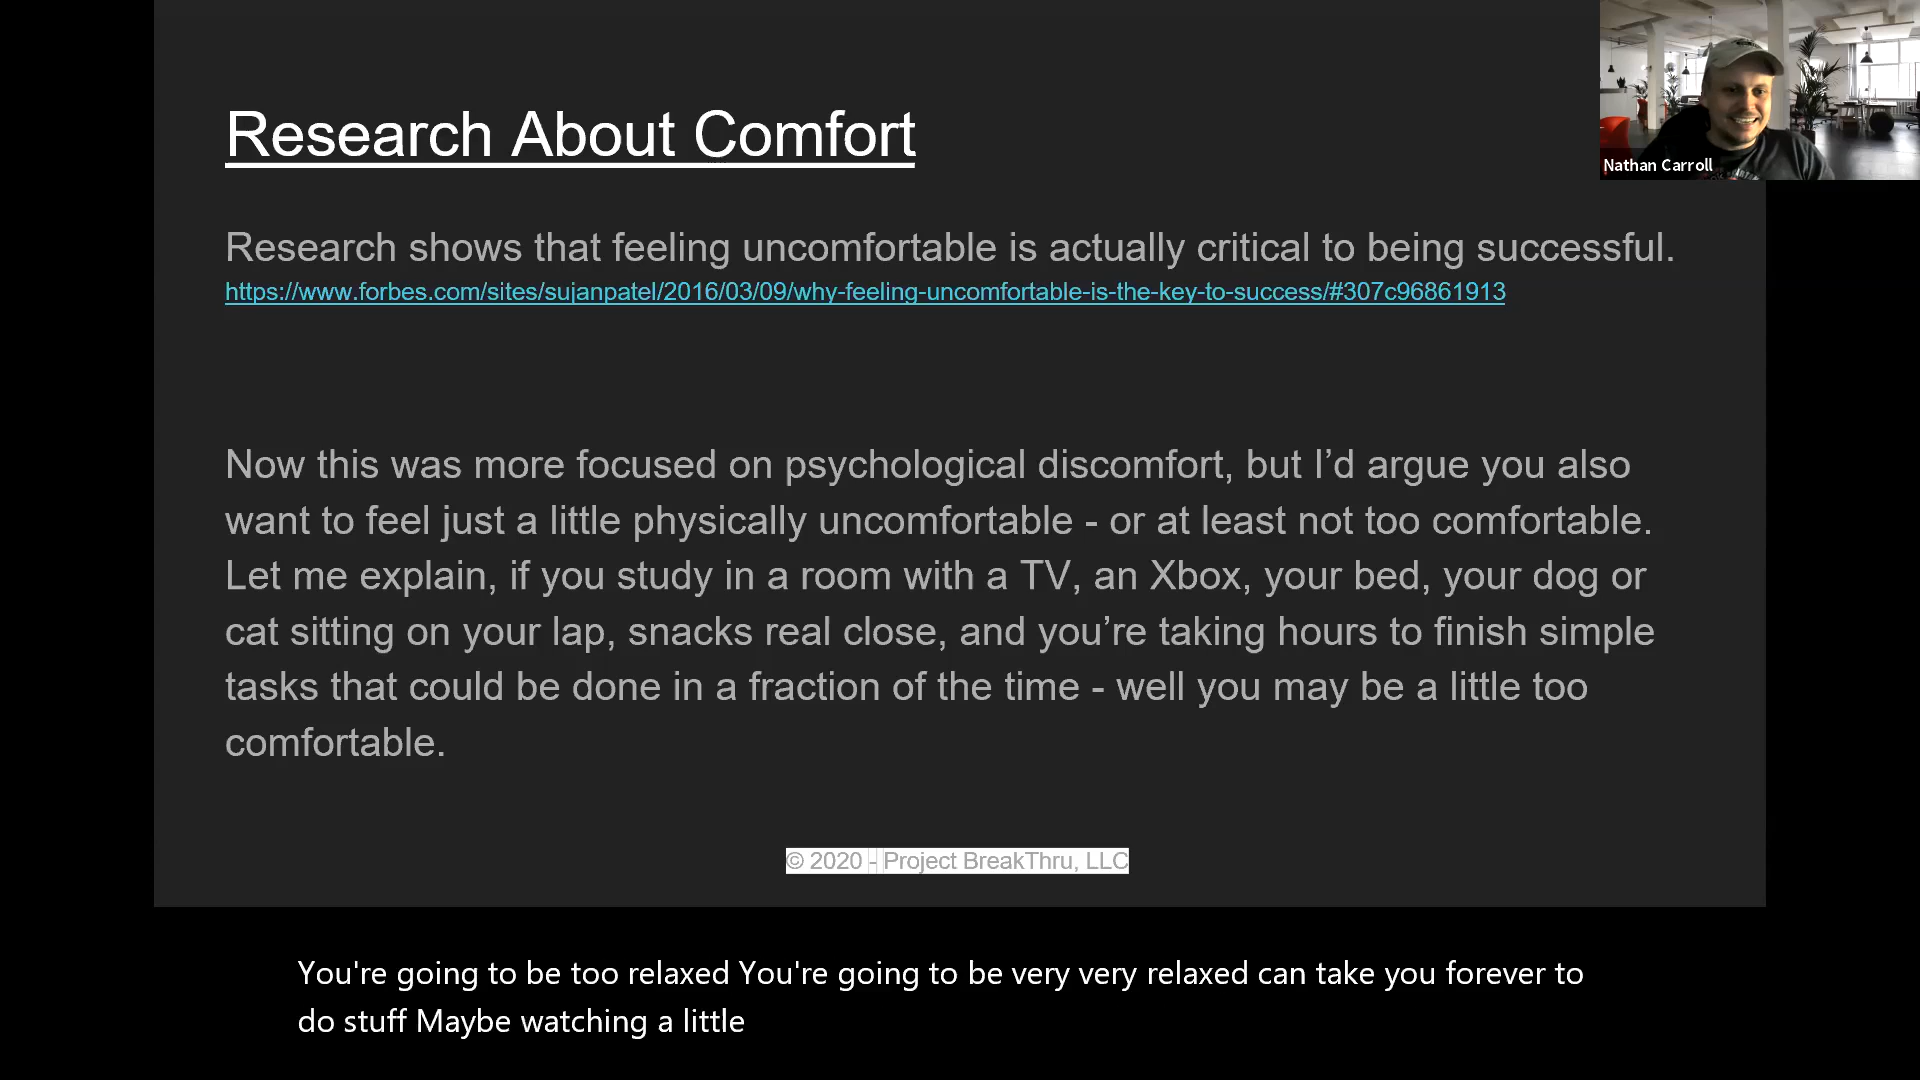 Research About Comfort
Nathan Carroll
Research shows that feeling uncomfortable is actually critical to being successful.
https://www.forbes.com/sites/sujanpatel/2016/03/09/why-feeling-uncomfortable-is-the-key-to-success/#307c96861913
Now this was more focused on psychological discomfort, but I’d argue you also
want to feel just a little physically uncomfortable - or at least not too comfortable.
Let me explain, if you study in a room with a TV, an Xbox, your bed, your dog or
cat sitting on your lap, snacks real close, and you’re taking hours to finish simple
tasks that could be done in a fraction of the time - well you may be a little too
comfortable.
© 2020 - Project BreakThru, LLC
You're going to be too relaxed You're going to be very very relaxed can take you forever to
do stuff Maybe watching a little